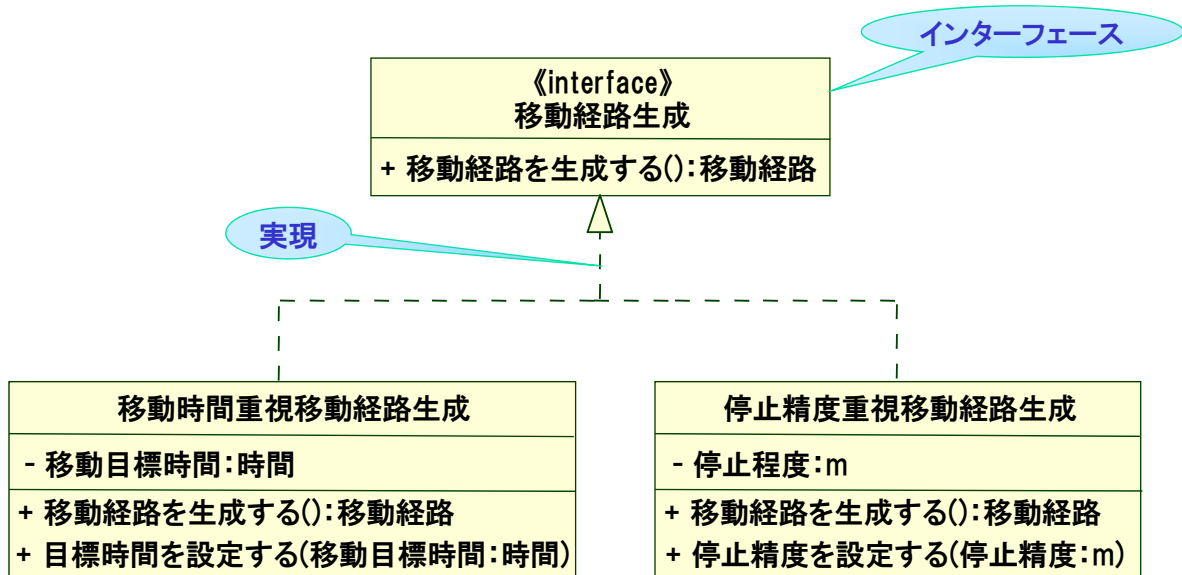 インターフェース
《interface》
移動経路生成
+ 移動経路を生成する():移動経路
実現
移動時間重視移動経路生成
- 移動目標時間:時間
+ 移動経路を生成する():移動経路
+ 目標時間を設定する(移動目標時間:時間)
停止精度重視移動経路生成
- 停止程度:m
+ 移動経路を生成する():移動経路
+ 停止精度を設定する(停止精度:m)